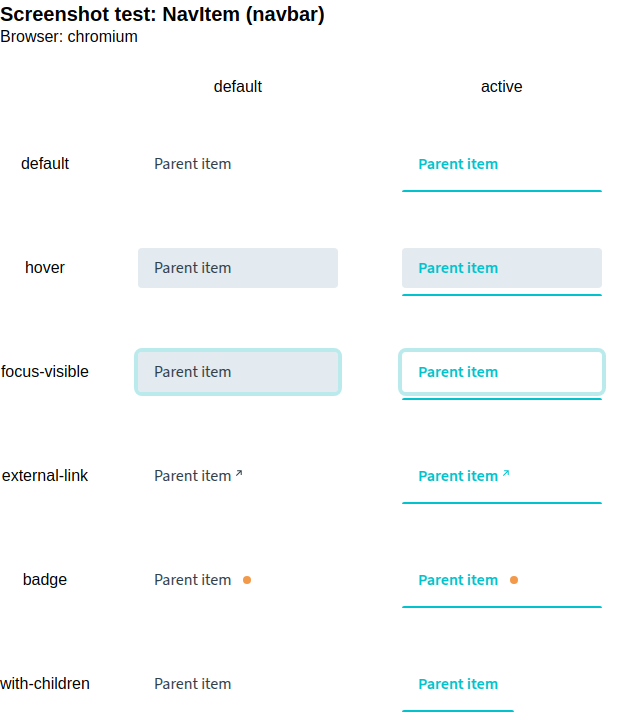 Screenshot test: NavItem (navbar)
Browser: chromium
default active
default Parent item Parent item
hover Parent item Parent item
focus-visible Parent item Parent item
external-link Parent item Parent item
badge Parent item Parent item
with-children Parent item Parent item